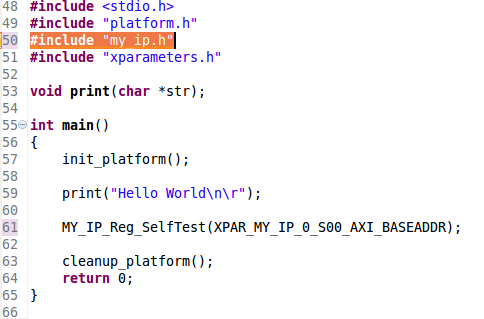 48 #include <stdio.h>
49 #include "platform.h"
50 #include "my_ip.h"
51 #include "xparameters.h"
52
53 void print(char *str);
54
55 int main()
56 {
57     init_platform();
58
59     print("Hello World\n\r");
60
61     MY_IP_Reg_SelfTest(XPAR_MY_IP_0_S00_AXI_BASEADDR);
62
63     cleanup_platform();
64     return 0;
65 }
66